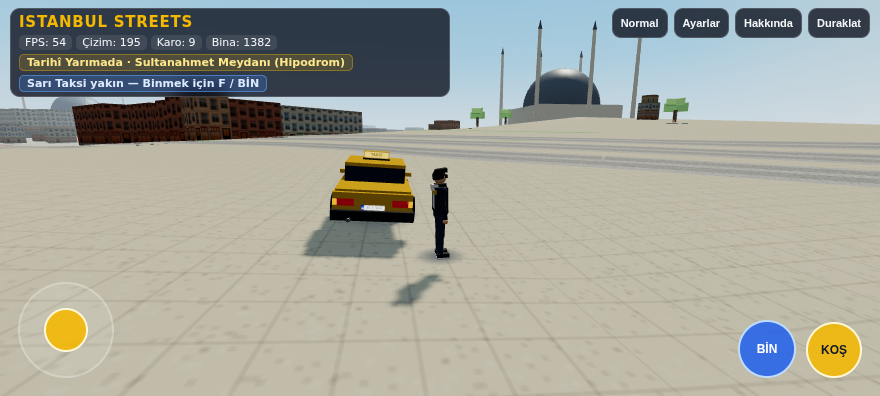 ISTANBUL STREETS
FPS: 54 Çizim: 195 Karo: 9 Bina: 1382
Tarihî Yarımada · Sultanahmet Meydanı (Hipodrom)
Sarı Taksi yakın — Binmek için F / BİN
Normal Ayarlar Hakkında Duraklat
BİN KOŞ